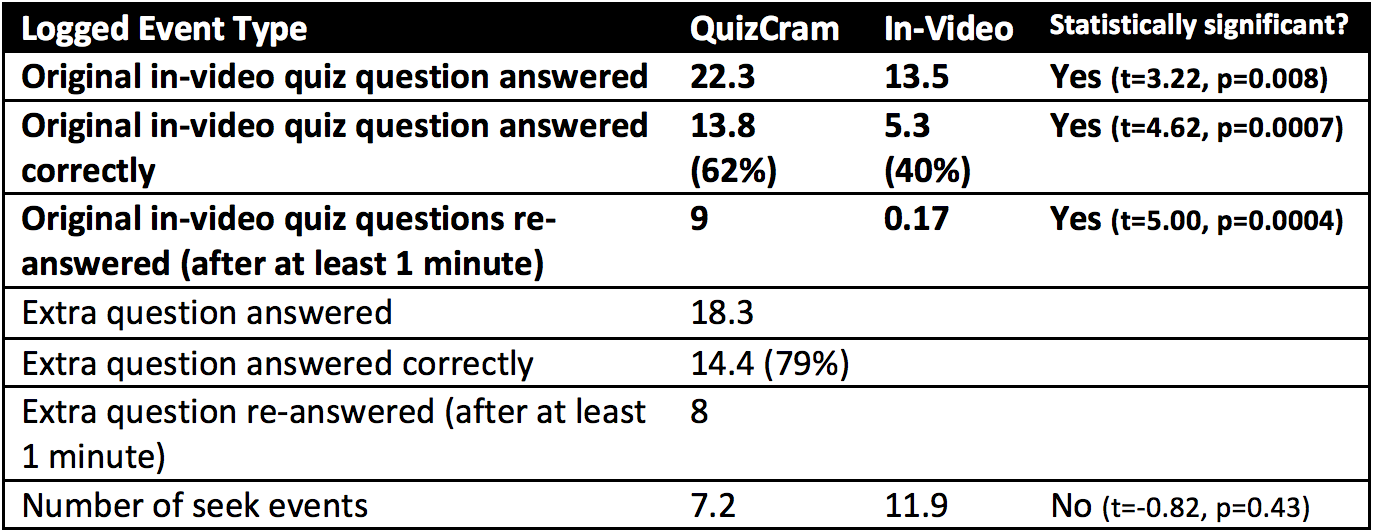 Logged Event Type QuizCram In-Video Statistically significant?
Original in-video quiz question answered 22.3 13.5 Yes (t=3.22, p=0.008)
Original in-video quiz question answered 13.8 5.3 Yes (t=4.62, p=0.0007)
correctly (62%) (40%)
Original in-video quiz questions re- 9 0.17 Yes (t=5.00, p=0.0004)
answered (after at least 1 minute)
Extra question answered 18.3
Extra question answered correctly 14.4 (79%)
Extra question re-answered (after at least 8
1 minute)
Number of seek events 7.2 11.9 No (t=-0.82, p=0.43)